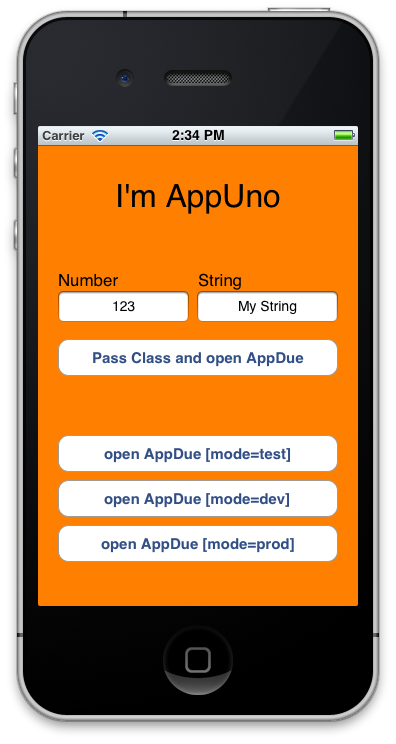 Carrier 2:34 PM
I'm AppUno
Number String
123 My String
Pass Class and open AppDue
open AppDue [mode=test]
open AppDue [mode=dev]
open AppDue [mode=prod]